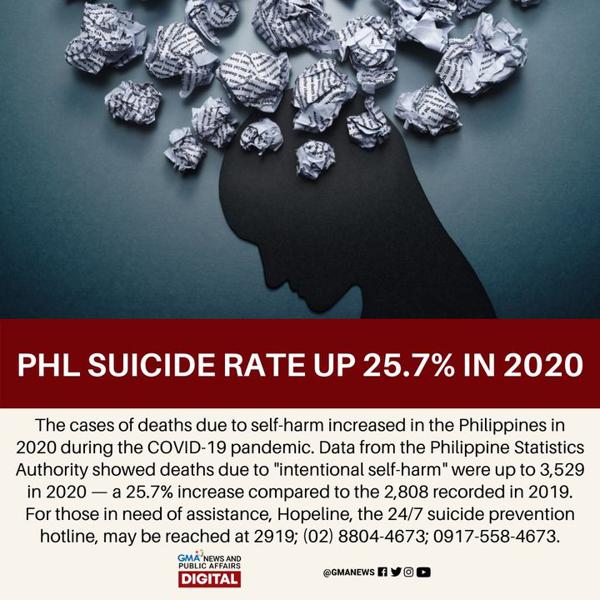 PHL SUICIDE RATE UP 25.7% IN 2020
The cases of deaths due to self-harm increased in the Philippines in
2020 during the COVID-19 pandemic. Data from the Philippine Statistics
Authority showed deaths due to "intentional self-harm" were up to 3,529
in 2020 — a 25.7% increase compared to the 2,808 recorded in 2019.
For those in need of assistance, Hopeline, the 24/7 suicide prevention
hotline, may be reached at 2919; (02) 8804-4673; 0917-558-4673.
GMA NEWS AND
PUBLIC AFFAIRS
DIGITAL
@GMANEWS